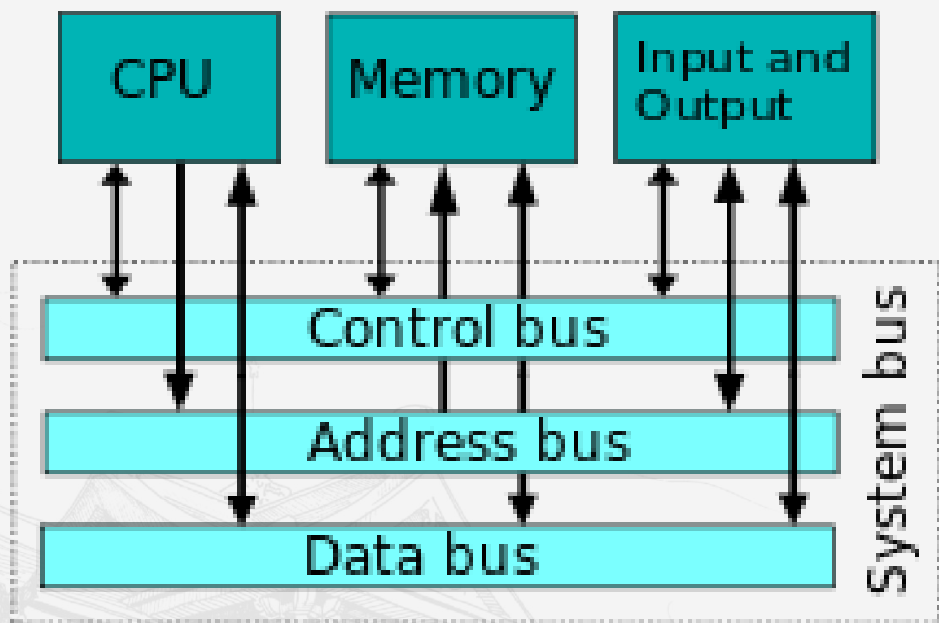 CPU
Memory
Input and
Output
Control bus
Address bus
Data bus
System bus